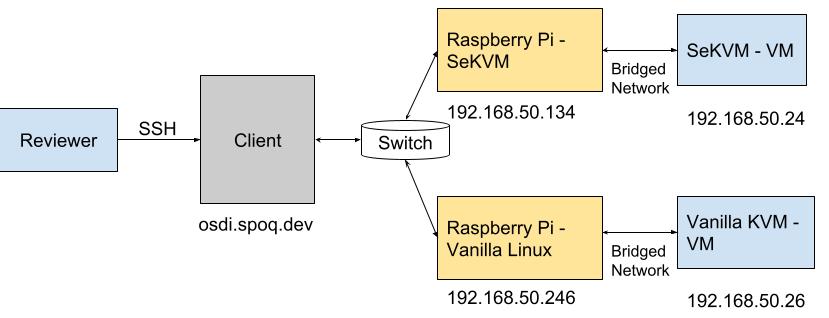 Reviewer
SSH
Client
osdi.spoq.dev
Switch
Raspberry Pi -
SeKVM
192.168.50.134
Bridged
Network
SeKVM - VM
192.168.50.24
Raspberry Pi -
Vanilla Linux
192.168.50.246
Bridged
Network
Vanilla KVM -
VM
192.168.50.26